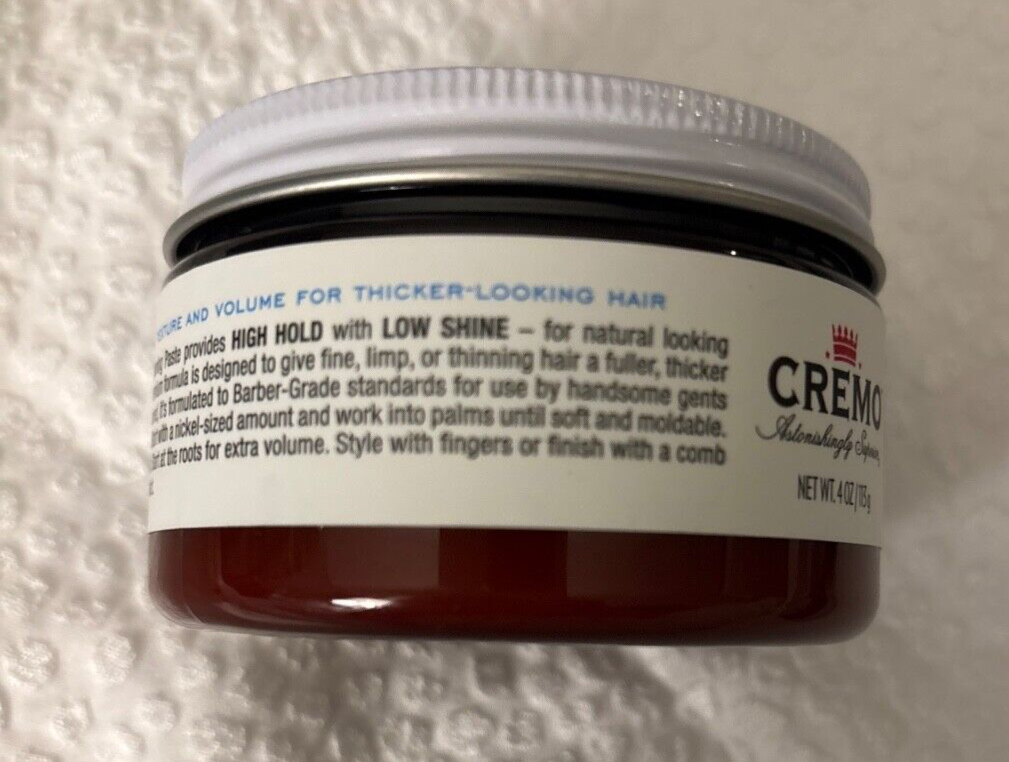 AND VOLUME FOR THICKER-LOOKING HAIR
Paste provides HIGH HOLD with LOW SHINE – for natural looking
formula is designed to give fine, limp, or thinning hair a fuller, thicker
it's formulated to Barber-Grade standards for use by handsome gents
with a nickel-sized amount and work into palms until soft and moldable.
at the roots for extra volume. Style with fingers or finish with a comb
CREMO
Astonishingly
NET WT. 4 OZ/113g